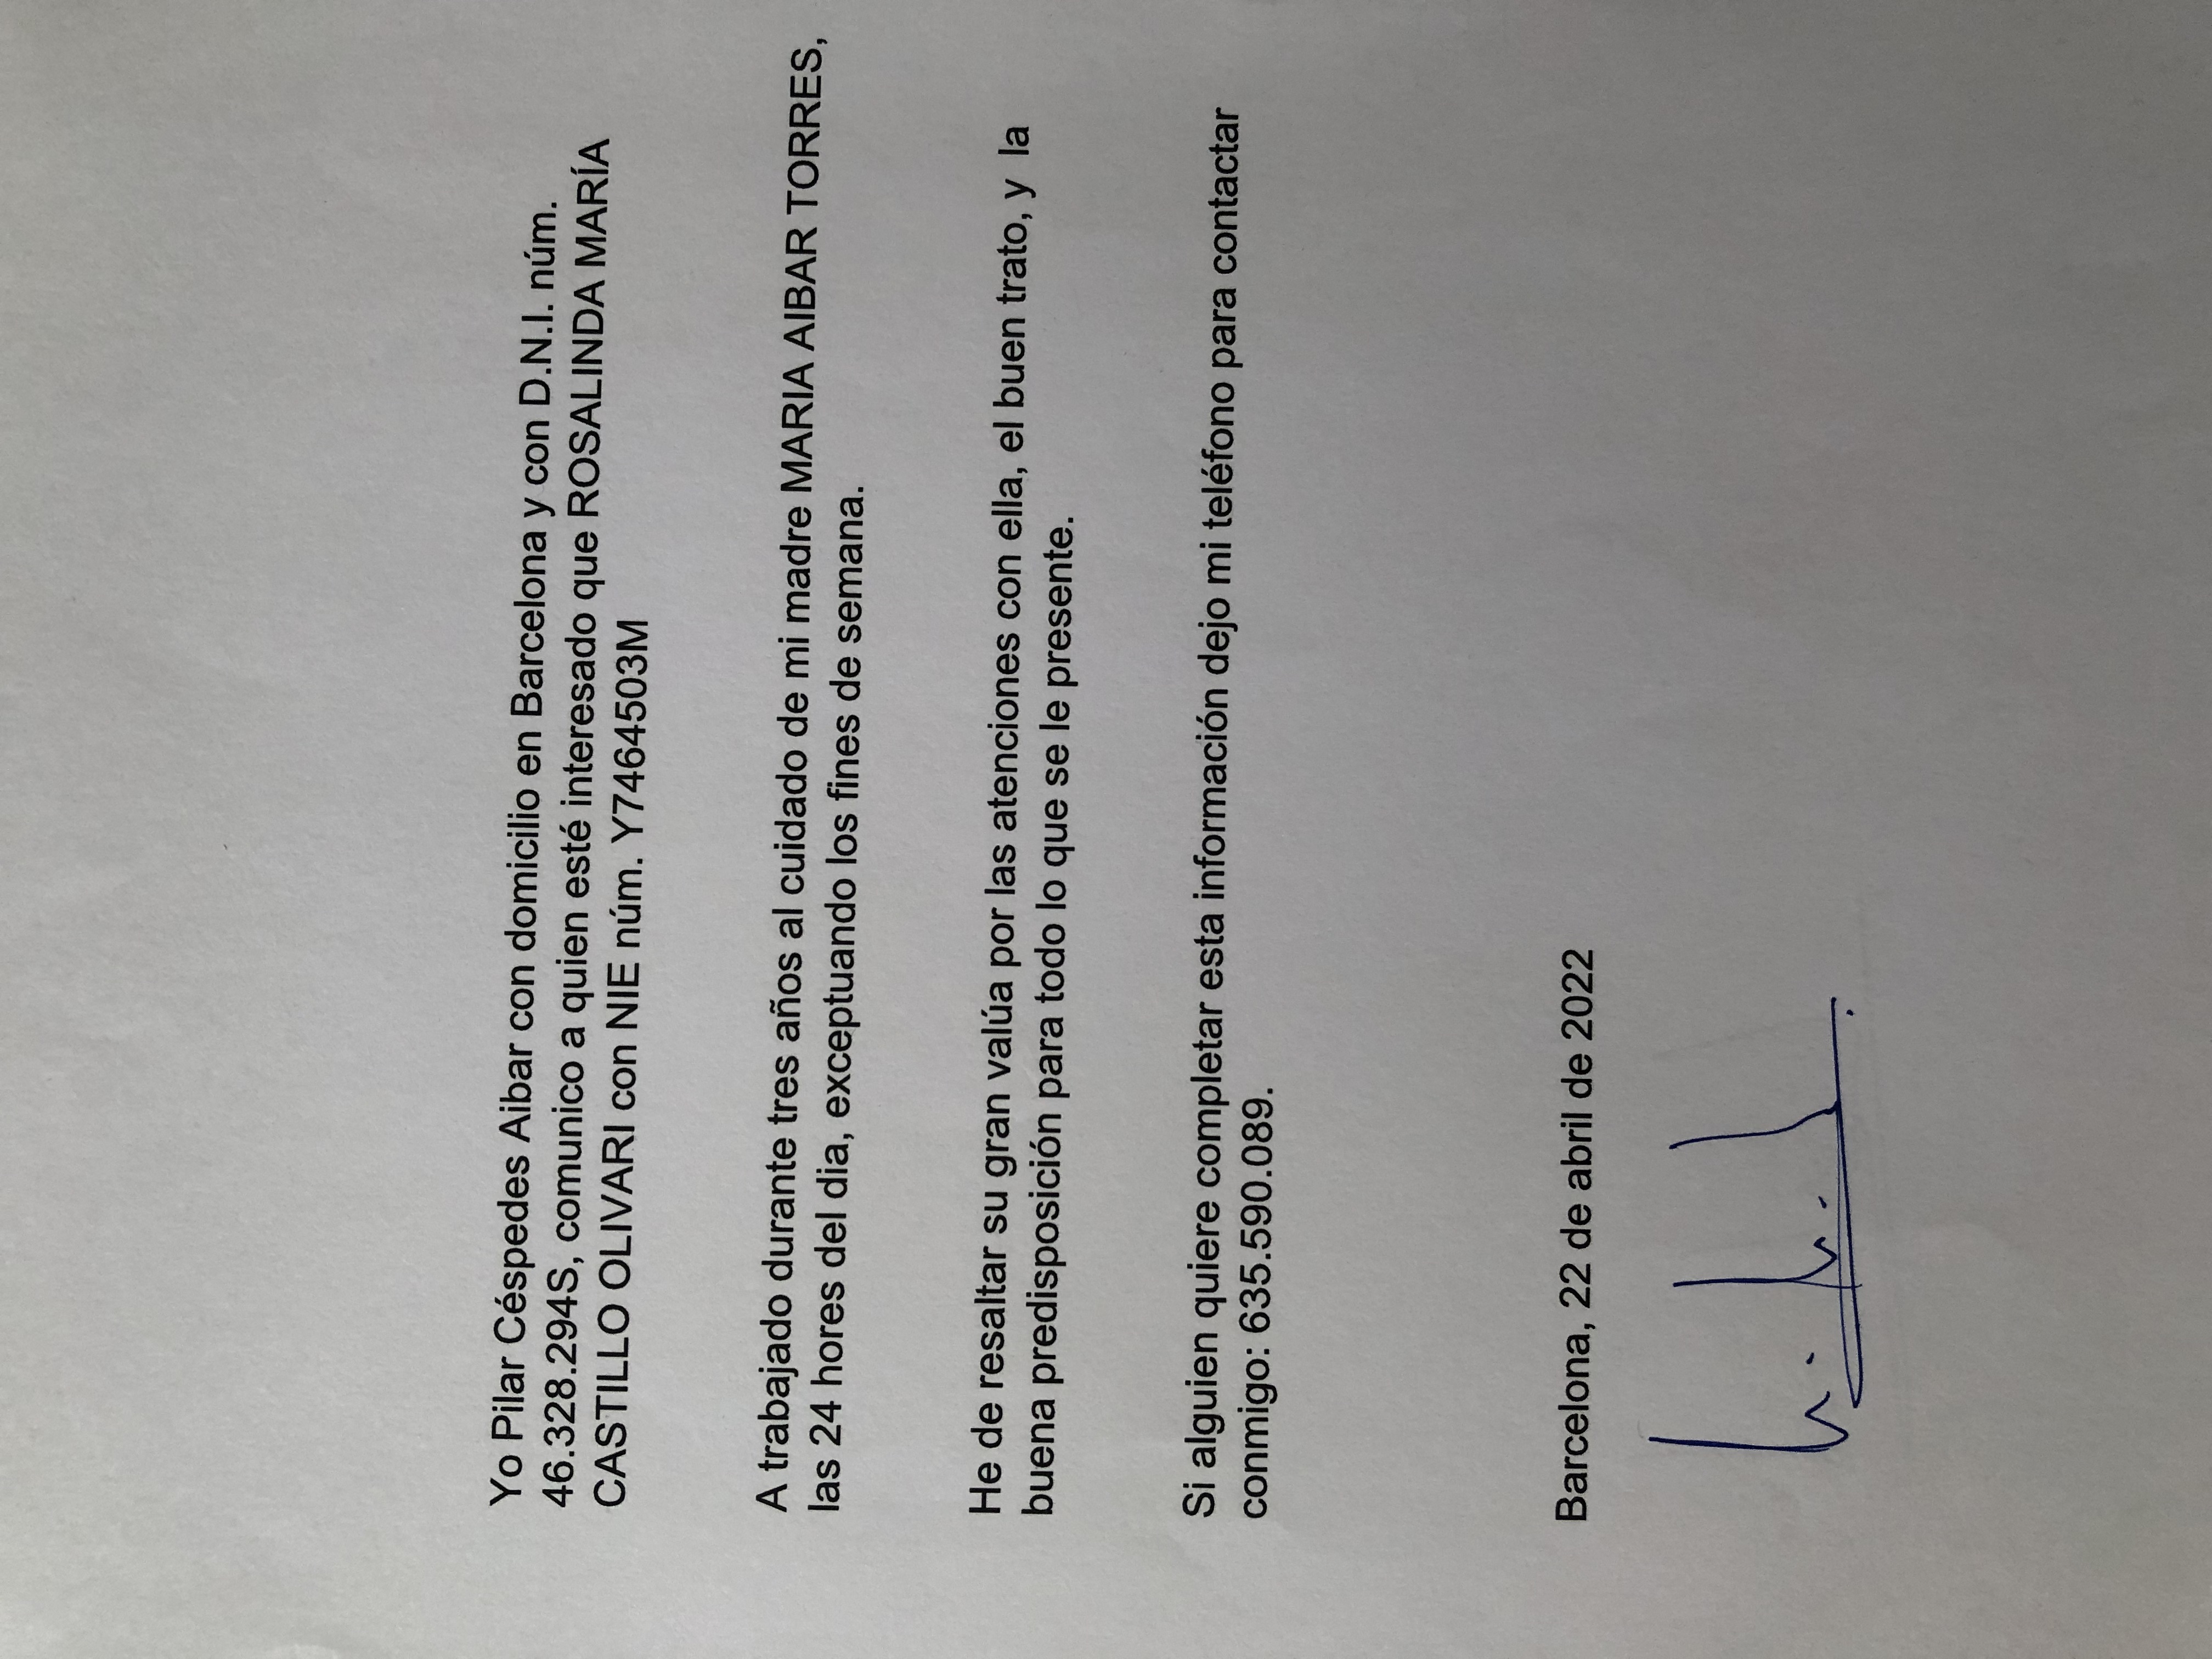 Yo Pilar Céspedes Aibar con domicilio en Barcelona y con D.N.I. núm.
46.328.294S, comunico a quien esté interesado que ROSALINDA MARÍA
CASTILLO OLIVARI con NIE núm. Y7464503M
A trabajado durante tres años al cuidado de mi madre MARIA AIBAR TORRES,
las 24 hores del dia, exceptuando los fines de semana.
He de resaltar su gran valúa por las atenciones con ella, el buen trato, y  la
buena predisposición para todo lo que se le presente.
Si alguien quiere completar esta información dejo mi teléfono para contactar
conmigo: 635.590.089.
Barcelona, 22 de abril de 2022